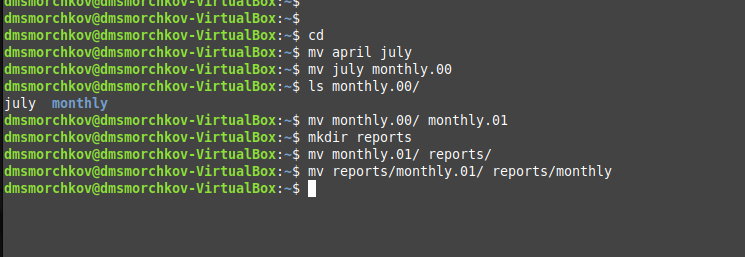 dmsmorchkov@dmsmorchkov-VirtualBox:~$
dmsmorchkov@dmsmorchkov-VirtualBox:~$
dmsmorchkov@dmsmorchkov-VirtualBox:~$ cd
dmsmorchkov@dmsmorchkov-VirtualBox:~$ mv april july
dmsmorchkov@dmsmorchkov-VirtualBox:~$ mv july monthly.00
dmsmorchkov@dmsmorchkov-VirtualBox:~$ ls monthly.00/
july  monthly
dmsmorchkov@dmsmorchkov-VirtualBox:~$ mv monthly.00/ monthly.01
dmsmorchkov@dmsmorchkov-VirtualBox:~$ mkdir reports
dmsmorchkov@dmsmorchkov-VirtualBox:~$ mv monthly.01/ reports/
dmsmorchkov@dmsmorchkov-VirtualBox:~$ mv reports/monthly.01/ reports/monthly
dmsmorchkov@dmsmorchkov-VirtualBox:~$